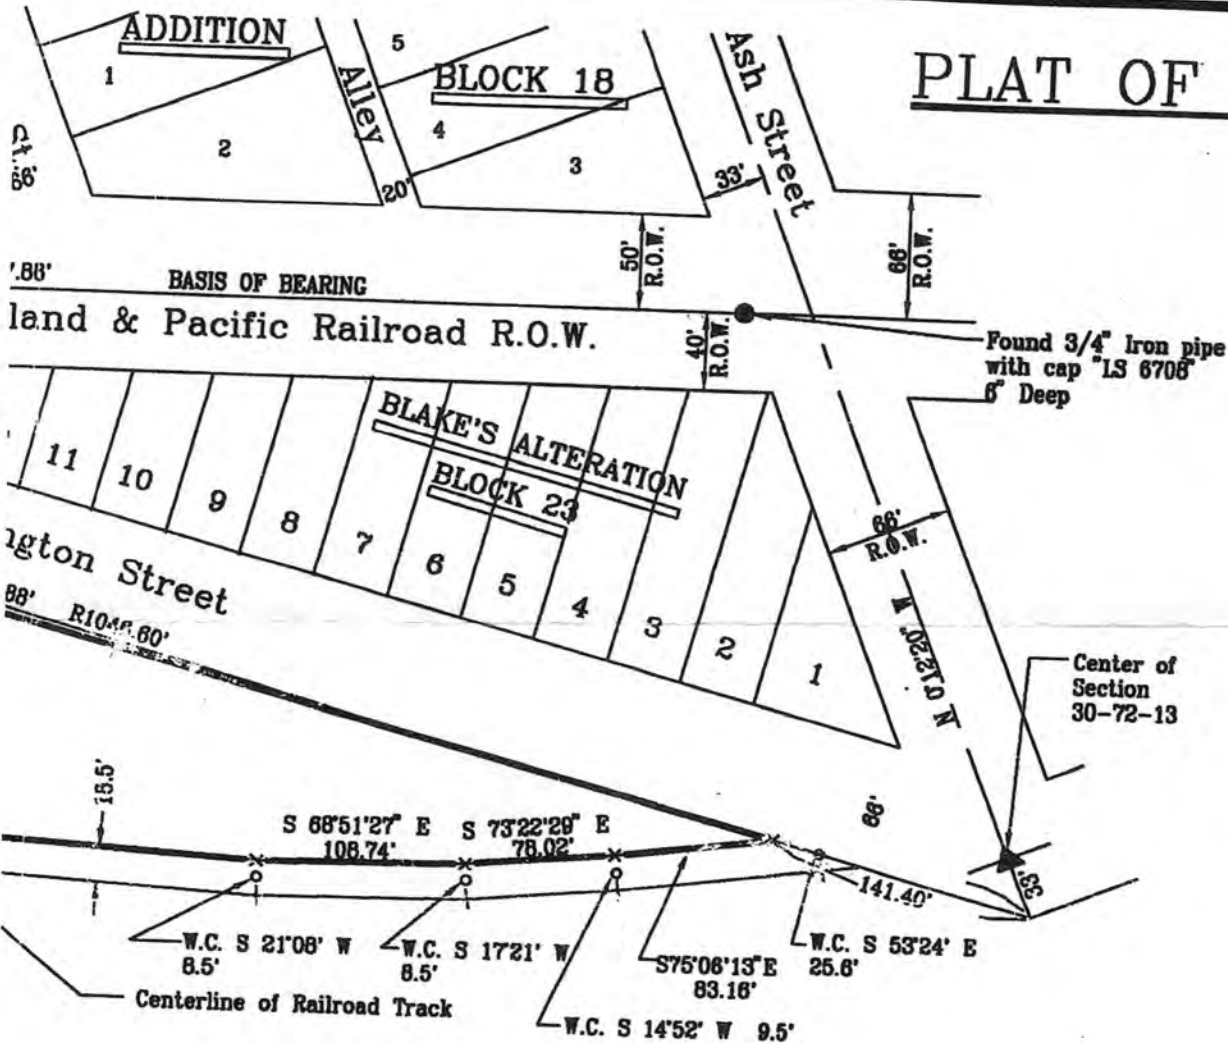 PLAT OF
ADDITION
1
2
Alley
20'
5
BLOCK 18
4
3
Ash Street
33'
50'
R.O.W.
66'
R.O.W.
BASIS OF BEARING
land & Pacific Railroad R.O.W.
40'
R.O.W.
Found 3/4" Iron pipe
with cap "LS 6708"
6" Deep
BLAKE'S ALTERATION
BLOCK 23
11
10
9
8
7
6
5
4
3
2
1
66'
R.O.W.
N 0°12'20" W
ngton Street
88'
Center of
Section
30-72-13
66'
33'
16.5'
S 68°51'27" E
108.74'
S 73°22'29" E
78.02'
141.40'
W.C. S 21°08' W
8.5'
W.C. S 17°21' W
8.5'
S75°06'13"E
83.16'
W.C. S 53°24' E
25.6'
Centerline of Railroad Track
W.C. S 14°52' W 9.5'